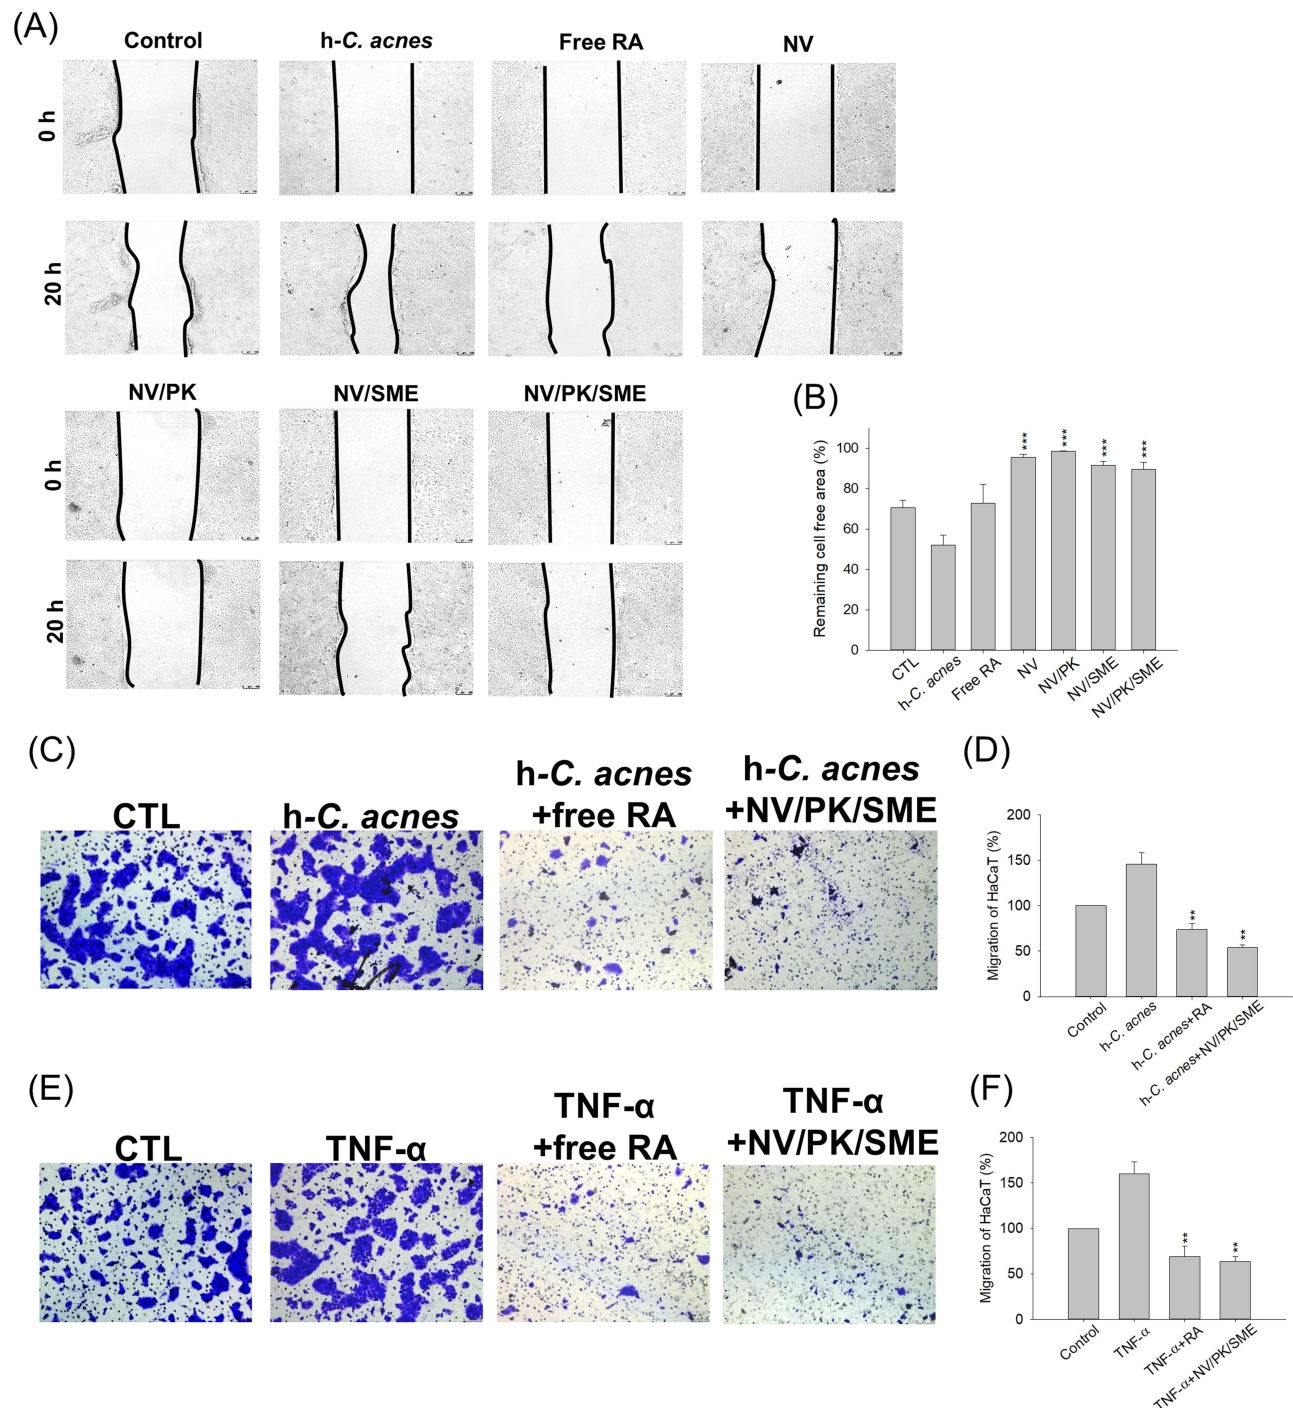 (A)
Control
h-C. acnes
Free RA
NV
0 h
20 h
NV/PK
NV/SME
NV/PK/SME
0 h
20 h
(B)
Remaining cell free area (%)
100
80
60
40
20
0
***
***
***
***
CTL
h-C. acnes
Free RA
NV
NV/PK
NV/SME
NV/PK/SME
(C)
CTL
h-C. acnes
h-C. acnes
+free RA
h-C. acnes
+NV/PK/SME
(D)
Migration of HaCaT (%)
200
150
100
50
0
**
**
Control
h-C. acnes
h-C. acnes+RA
h-C. acnes+NV/PK/SME
(E)
CTL
TNF-α
TNF-α
+free RA
TNF-α
+NV/PK/SME
(F)
Migration of HaCaT (%)
200
150
100
50
0
**
**
Control
TNF-α
TNF-α+RA
TNF-α+NV/PK/SME